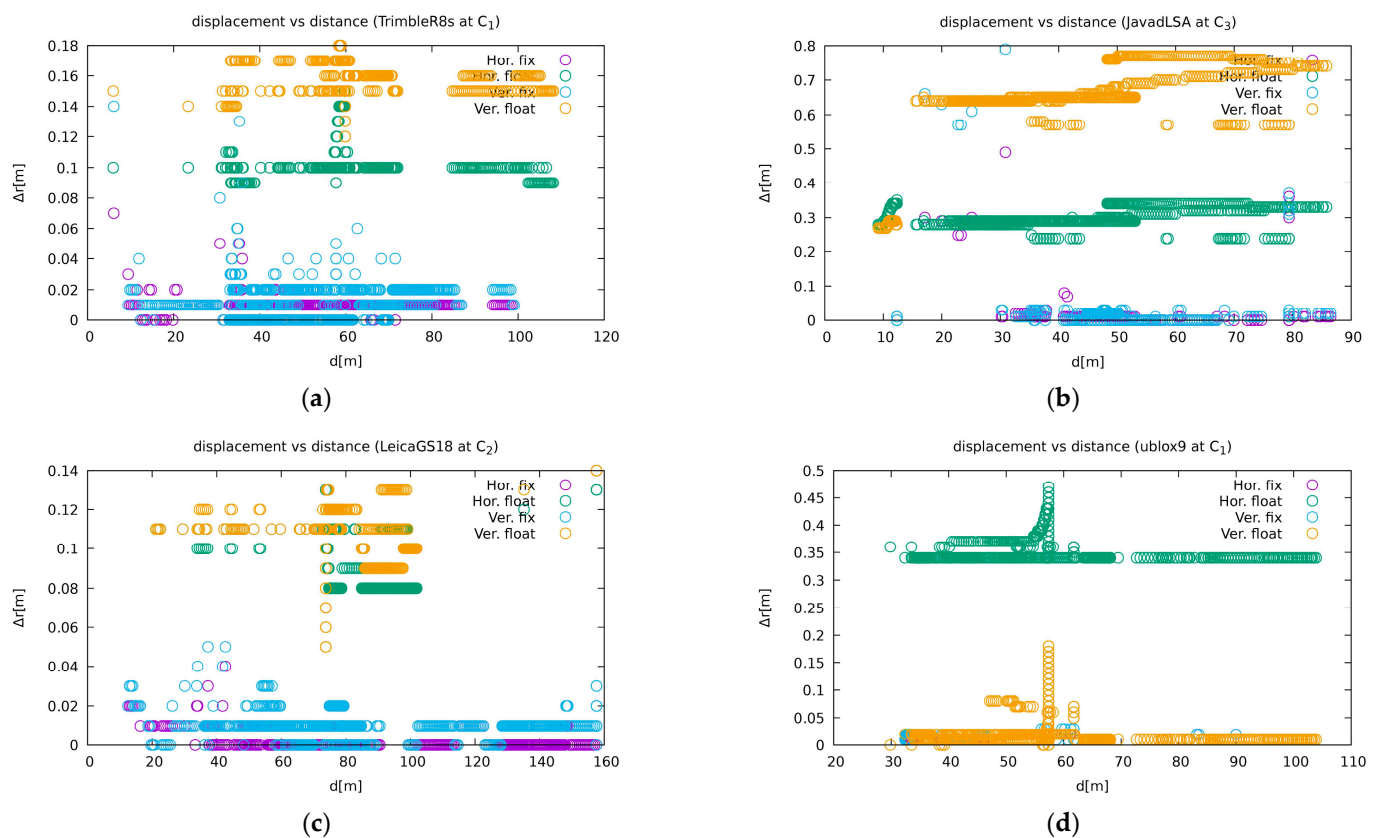 displacement vs distance (TrimbleR8s at C₁)
0.18
0.16
0.14
0.12
0.1
0.08
0.06
0.04
0.02
0
Δr[m]
Hor. fix
Hor. float
Ver. fix
Ver. float
0 20 40 60 80 100 120
d[m]
(a)
displacement vs distance (JavadLSA at C₃)
0.8
0.7
0.6
0.5
0.4
0.3
0.2
0.1
0
Δr[m]
Hor. fix
Hor. float
Ver. fix
Ver. float
0 10 20 30 40 50 60 70 80 90
d[m]
(b)
displacement vs distance (LeicaGS18 at C₂)
0.14
0.12
0.1
0.08
0.06
0.04
0.02
0
Δr[m]
Hor. fix
Hor. float
Ver. fix
Ver. float
0 20 40 60 80 100 120 140 160
d[m]
(c)
displacement vs distance (ublox9 at C₁)
0.5
0.45
0.4
0.35
0.3
0.25
0.2
0.15
0.1
0.05
0
Δr[m]
Hor. fix
Hor. float
Ver. fix
Ver. float
20 30 40 50 60 70 80 90 100 110
d[m]
(d)